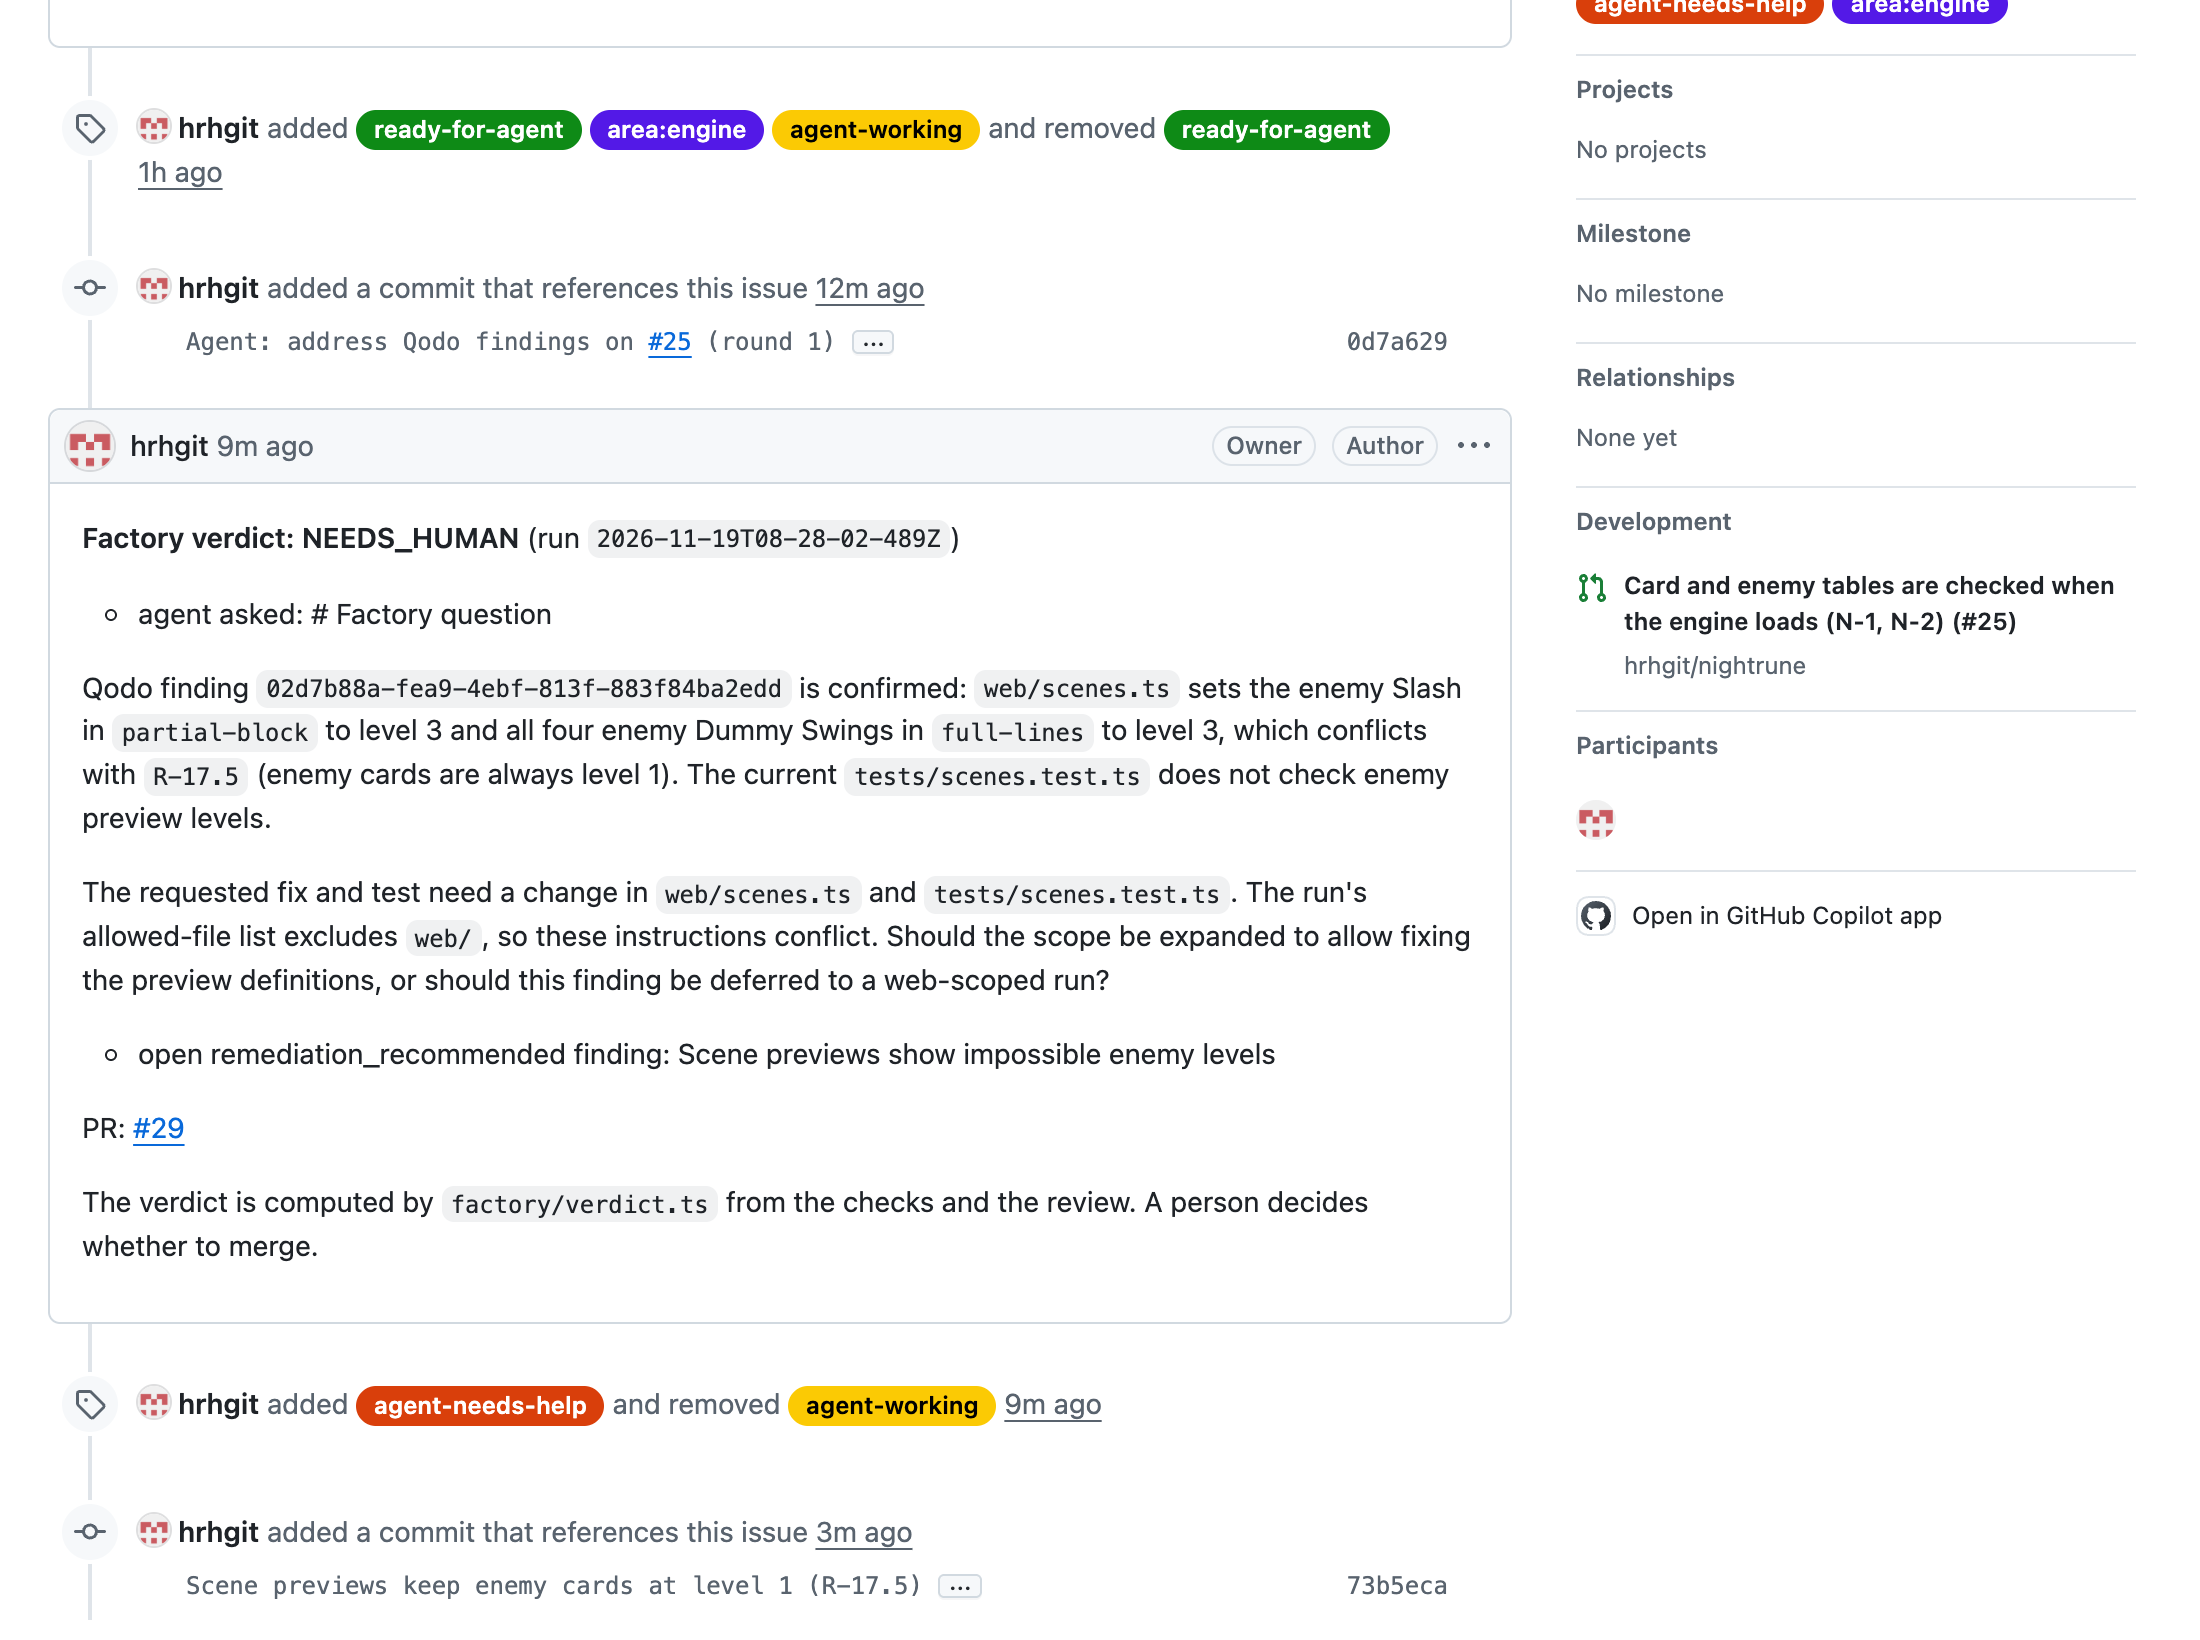 agent-needs-help area:engine
hrhgit added ready-for-agent area:engine agent-working and removed ready-for-agent
1h ago
hrhgit added a commit that references this issue 12m ago
Agent: address Qodo findings on #25 (round 1) ... 0d7a629
hrhgit 9m ago Owner Author ...
Factory verdict: NEEDS_HUMAN (run 2026-11-19T08-28-02-489Z)
agent asked: # Factory question
Qodo finding 02d7b88a-fea9-4ebf-813f-883f84ba2edd is confirmed: web/scenes.ts sets the enemy Slash
in partial-block to level 3 and all four enemy Dummy Swings in full-lines to level 3, which conflicts
with R-17.5 (enemy cards are always level 1). The current tests/scenes.test.ts does not check enemy
preview levels.
The requested fix and test need a change in web/scenes.ts and tests/scenes.test.ts. The run's
allowed-file list excludes web/, so these instructions conflict. Should the scope be expanded to allow fixing
the preview definitions, or should this finding be deferred to a web-scoped run?
open remediation_recommended finding: Scene previews show impossible enemy levels
PR: #29
The verdict is computed by factory/verdict.ts from the checks and the review. A person decides
whether to merge.
hrhgit added agent-needs-help and removed agent-working 9m ago
hrhgit added a commit that references this issue 3m ago
Scene previews keep enemy cards at level 1 (R-17.5) ... 73b5eca
Projects
No projects
Milestone
No milestone
Relationships
None yet
Development
Card and enemy tables are checked when
the engine loads (N-1, N-2) (#25)
hrhgit/nightrune
Participants
Open in GitHub Copilot app